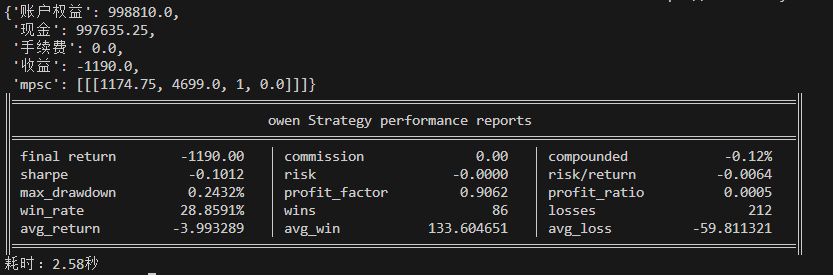 {'账户权益': 998810.0,
'现金': 997635.25,
'手续费': 0.0,
'收益': -1190.0,
'mpsc': [[[1174.75, 4699.0, 1, 0.0]]]}
owen Strategy performance reports
final return -1190.00 commission 0.00 compounded -0.12%
sharpe -0.1012 risk -0.0000 risk/return -0.0064
max_drawdown 0.2432% profit_factor 0.9062 profit_ratio 0.0005
win_rate 28.8591% wins 86 losses 212
avg_return -3.993289 avg_win 133.604651 avg_loss -59.811321
耗时：2.58秒